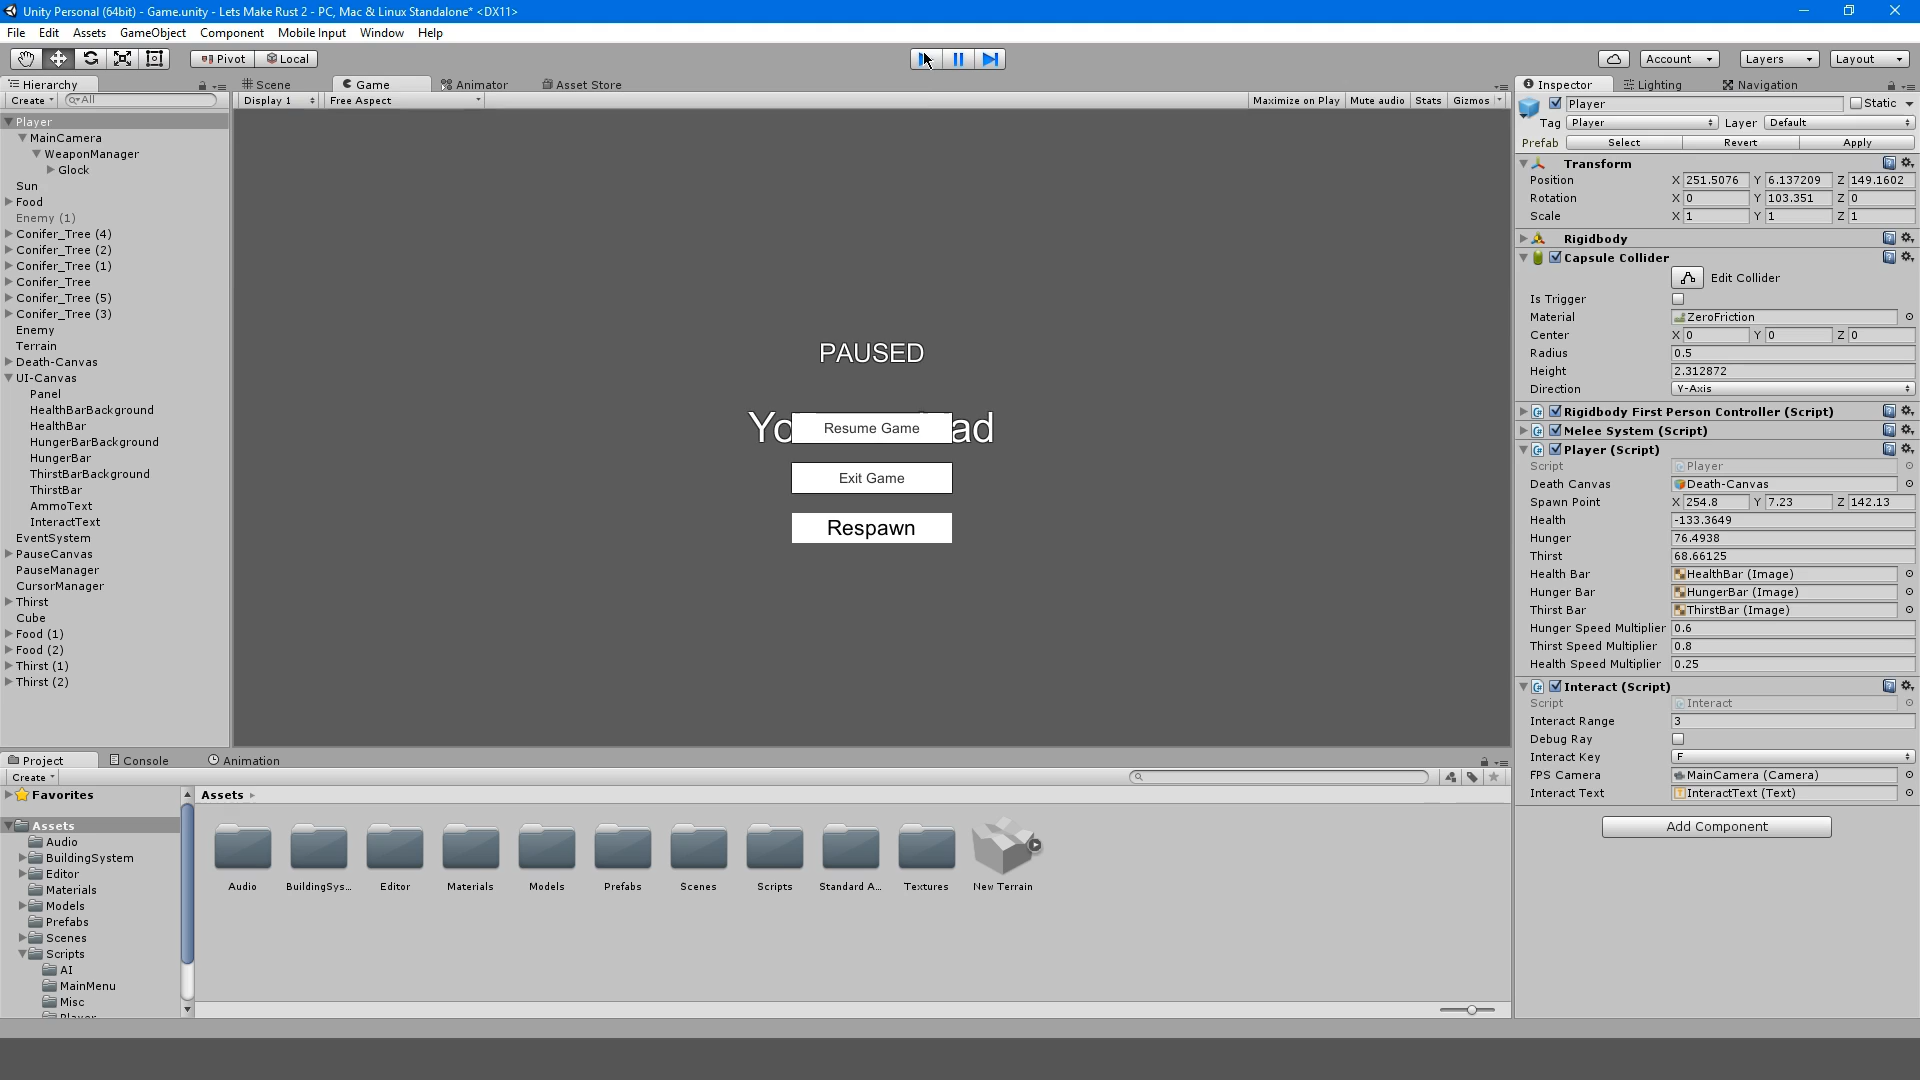 Unity Personal (64bit) - Game.unity - Lets Make Rust 2 - PC, Mac & Linux Standalone* <DX11>
File Edit Assets GameObject Component Mobile Input Window Help
Pivot Local Account Layers Layout
Hierarchy
Create All
Player
MainCamera
WeaponManager
Glock
Sun
Food
Enemy (1)
Conifer_Tree (4)
Conifer_Tree (2)
Conifer_Tree (1)
Conifer_Tree
Conifer_Tree (5)
Conifer_Tree (3)
Enemy
Terrain
Death-Canvas
UI-Canvas
Panel
HealthBarBackground
HealthBar
HungerBarBackground
HungerBar
ThirstBarBackground
ThirstBar
AmmoText
InteractText
EventSystem
PauseCanvas
PauseManager
CursorManager
Thirst
Cube
Food (1)
Food (2)
Thirst (1)
Thirst (2)
Scene Game Animator Asset Store
Display 1 Free Aspect Maximize on Play Mute audio Stats Gizmos
PAUSED
Yo ad
Resume Game
Exit Game
Respawn
Inspector Lighting Navigation
Player Static
Tag Player Layer Default
Prefab Select Revert Apply
Transform
Position X 251.5076 Y 6.137209 Z 149.1602
Rotation X 0 Y 103.351 Z 0
Scale X 1 Y 1 Z 1
Rigidbody
Capsule Collider
Edit Collider
Is Trigger
Material ZeroFriction
Center X 0 Y 0 Z 0
Radius 0.5
Height 2.312872
Direction Y-Axis
Rigidbody First Person Controller (Script)
Melee System (Script)
Player (Script)
Script Player
Death Canvas Death-Canvas
Spawn Point X 254.8 Y 7.23 Z 142.13
Health -133.3649
Hunger 76.4938
Thirst 68.66125
Health Bar HealthBar (Image)
Hunger Bar HungerBar (Image)
Thirst Bar ThirstBar (Image)
Hunger Speed Multiplier 0.6
Thirst Speed Multiplier 0.8
Health Speed Multiplier 0.25
Interact (Script)
Script Interact
Interact Range 3
Debug Ray
Interact Key F
FPS Camera MainCamera (Camera)
Interact Text InteractText (Text)
Add Component
Project Console Animation
Create
Favorites
Assets
Audio
BuildingSystem
Editor
Materials
Models
Prefabs
Scenes
Scripts
AI
MainMenu
Misc
Player
Assets
Audio BuildingSys... Editor Materials Models Prefabs Scenes Scripts Standard A... Textures New Terrain